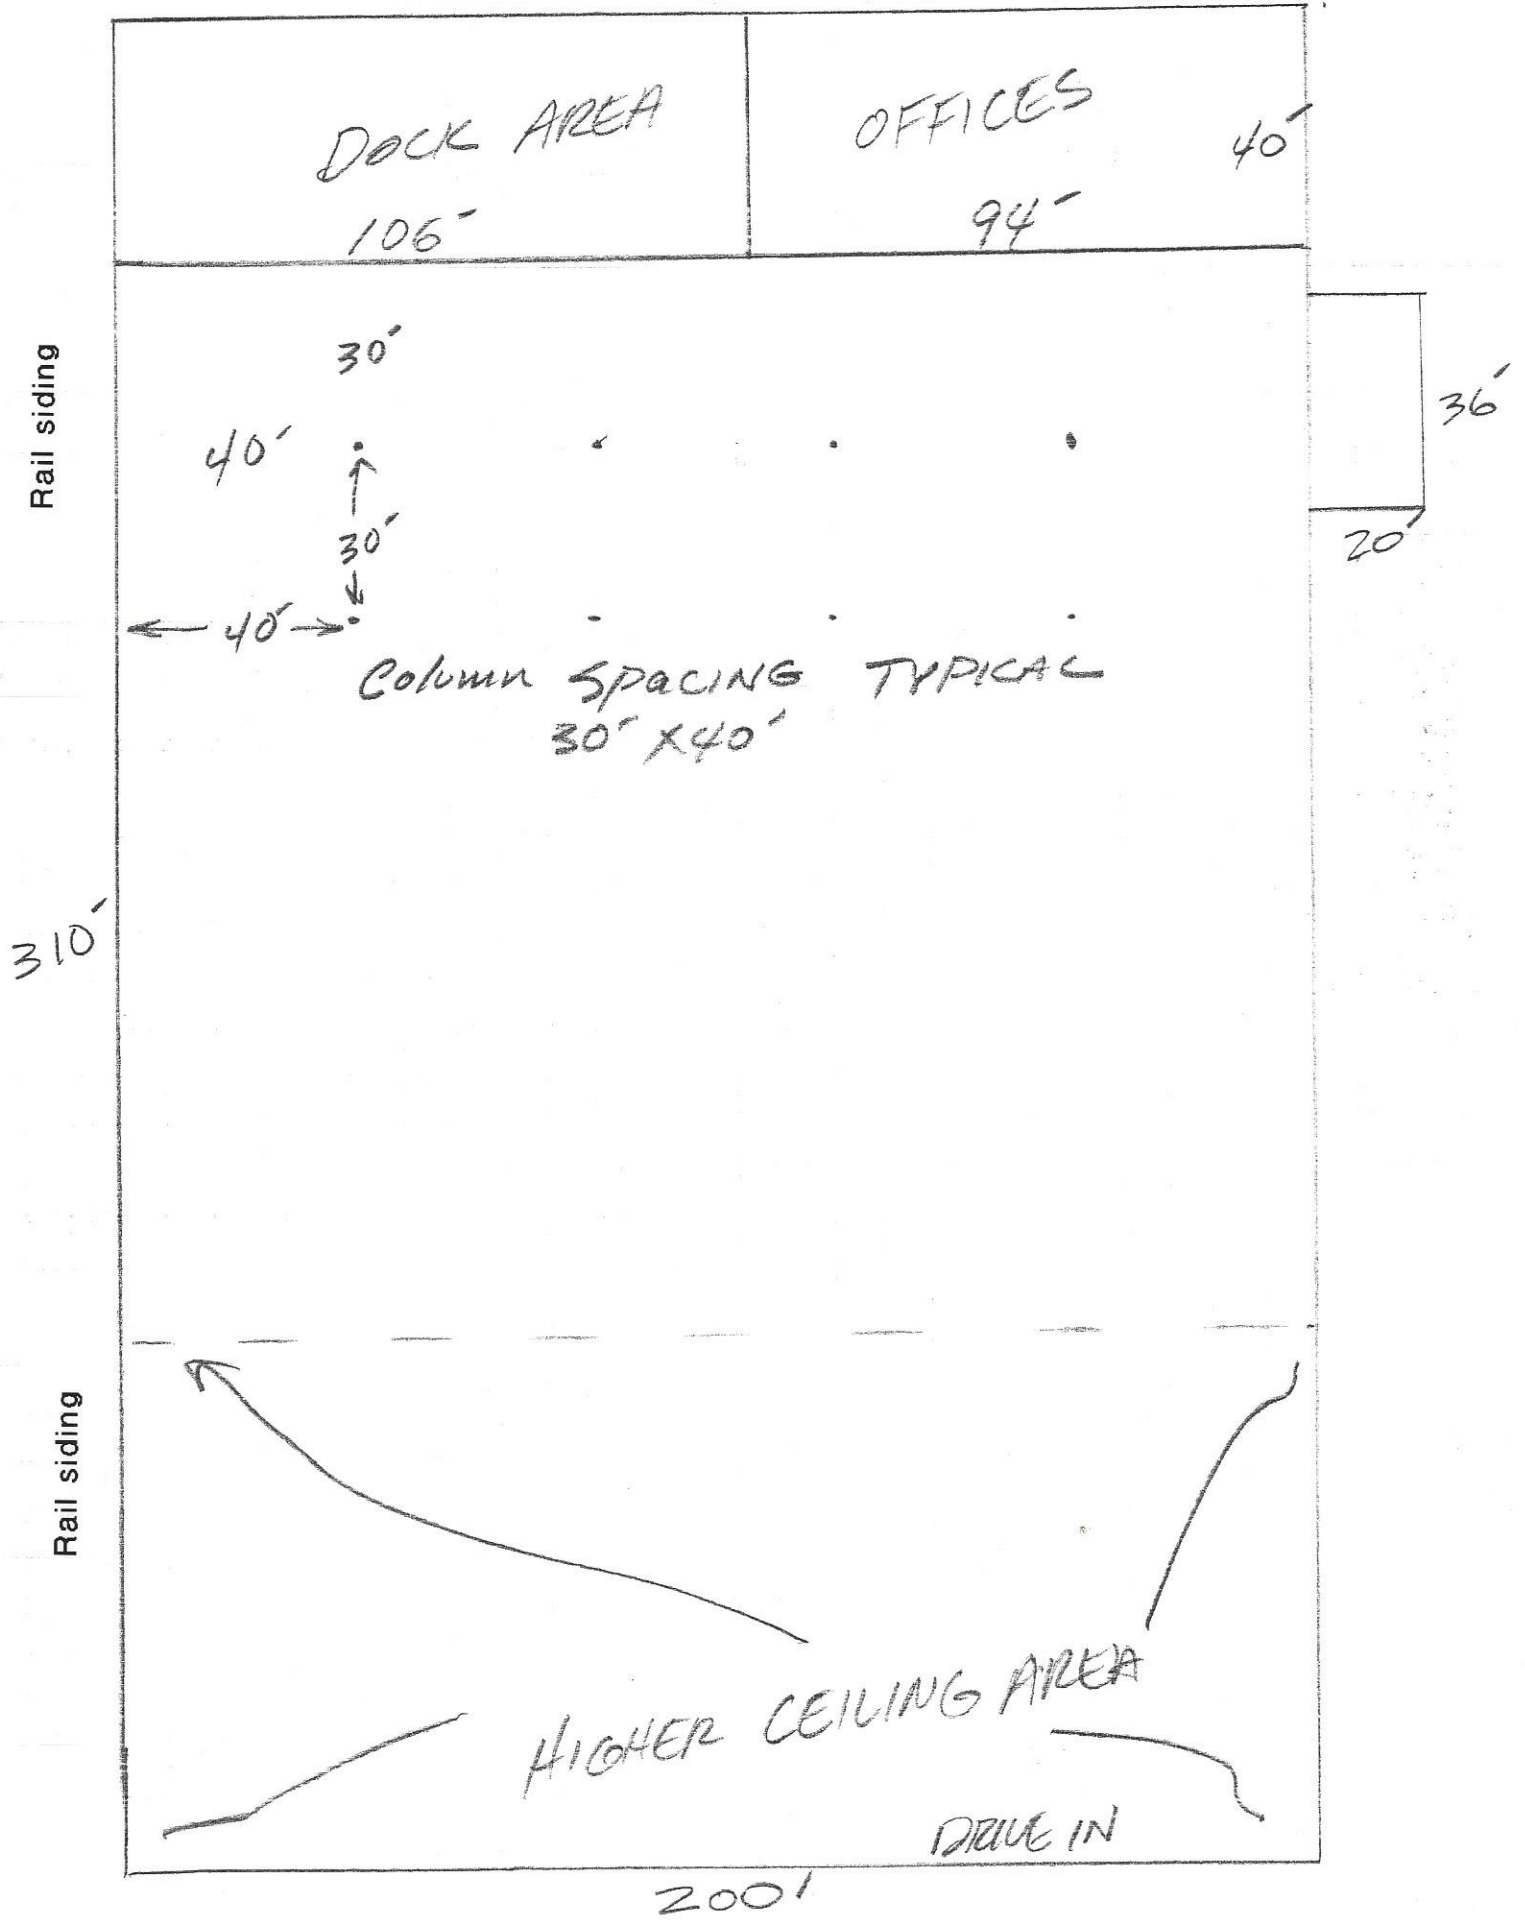 DOCK AREA
106'
OFFICES
94'
40'
Rail siding
30'
40'
30'
40'
36'
20'
Column SPaCING TYPICAL
30' X 40'
310'
Rail siding
HIGHER CEILING AREA
DRIVE IN
200'